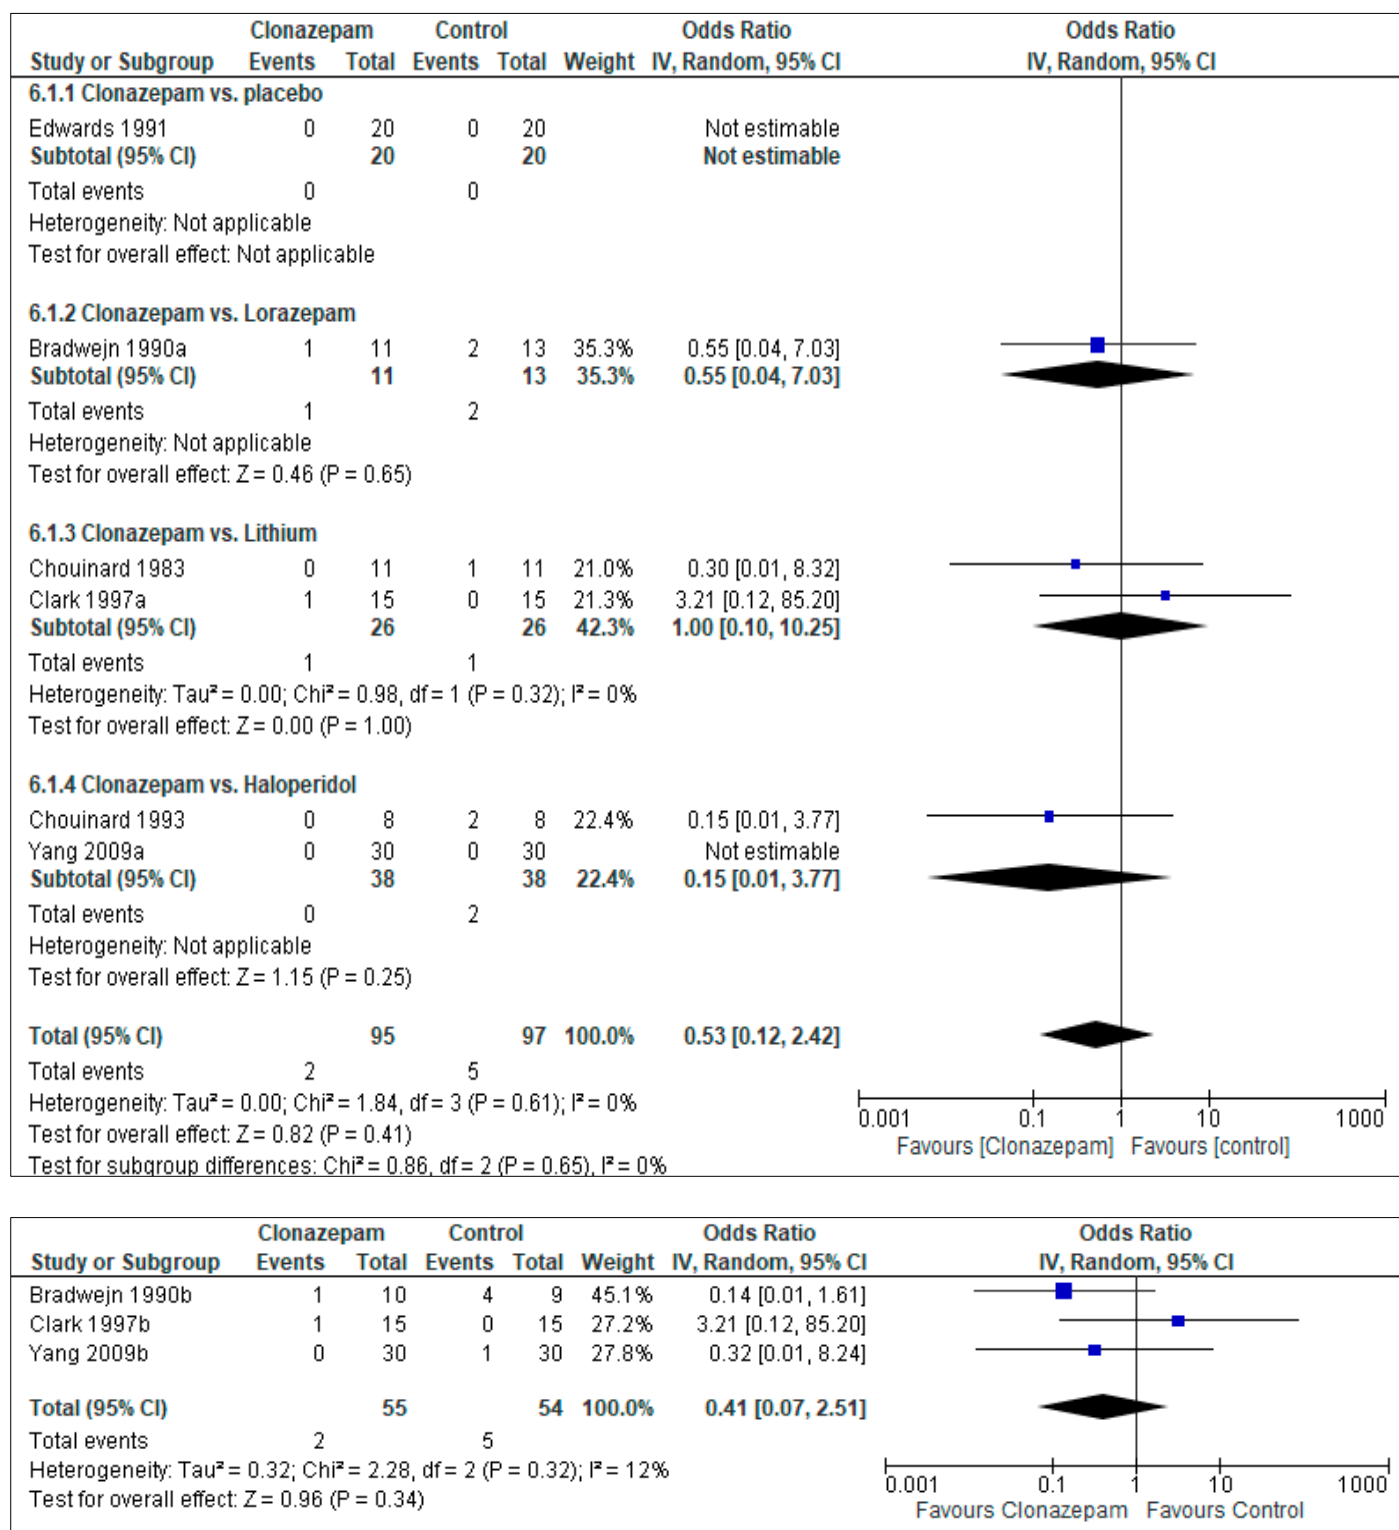 Clonazepam Control Odds Ratio Odds Ratio
Study or Subgroup Events Total Events Total Weight IV, Random, 95% CI IV, Random, 95% CI
6.1.1 Clonazepam vs. placebo
Edwards 1991 0 20 0 20 Not estimable
Subtotal (95% CI) 20 20 Not estimable
Total events 0 0
Heterogeneity: Not applicable
Test for overall effect: Not applicable
6.1.2 Clonazepam vs. Lorazepam
Bradwejn 1990a 1 11 2 13 35.3% 0.55 [0.04, 7.03]
Subtotal (95% CI) 11 13 35.3% 0.55 [0.04, 7.03]
Total events 1 2
Heterogeneity: Not applicable
Test for overall effect: Z = 0.46 (P = 0.65)
6.1.3 Clonazepam vs. Lithium
Chouinard 1983 0 11 1 11 21.0% 0.30 [0.01, 8.32]
Clark 1997a 1 15 0 15 21.3% 3.21 [0.12, 85.20]
Subtotal (95% CI) 26 26 42.3% 1.00 [0.10, 10.25]
Total events 1 1
Heterogeneity: Tau² = 0.00; Chi² = 0.98, df = 1 (P = 0.32); I² = 0%
Test for overall effect: Z = 0.00 (P = 1.00)
6.1.4 Clonazepam vs. Haloperidol
Chouinard 1993 0 8 2 8 22.4% 0.15 [0.01, 3.77]
Yang 2009a 0 30 0 30 Not estimable
Subtotal (95% CI) 38 38 22.4% 0.15 [0.01, 3.77]
Total events 0 2
Heterogeneity: Not applicable
Test for overall effect: Z = 1.15 (P = 0.25)
Total (95% CI) 95 97 100.0% 0.53 [0.12, 2.42]
Total events 2 5
Heterogeneity: Tau² = 0.00; Chi² = 1.84, df = 3 (P = 0.61); I² = 0%
Test for overall effect: Z = 0.82 (P = 0.41)
Test for subgroup differences: Chi² = 0.86, df = 2 (P = 0.65), I² = 0%
0.001 0.1 1 10 1000
Favours [Clonazepam] Favours [control]
Clonazepam Control Odds Ratio Odds Ratio
Study or Subgroup Events Total Events Total Weight IV, Random, 95% CI IV, Random, 95% CI
Bradwejn 1990b 1 10 4 9 45.1% 0.14 [0.01, 1.61]
Clark 1997b 1 15 0 15 27.2% 3.21 [0.12, 85.20]
Yang 2009b 0 30 1 30 27.8% 0.32 [0.01, 8.24]
Total (95% CI) 55 54 100.0% 0.41 [0.07, 2.51]
Total events 2 5
Heterogeneity: Tau² = 0.32; Chi² = 2.28, df = 2 (P = 0.32); I² = 12%
Test for overall effect: Z = 0.96 (P = 0.34)
0.001 0.1 1 10 1000
Favours Clonazepam Favours Control